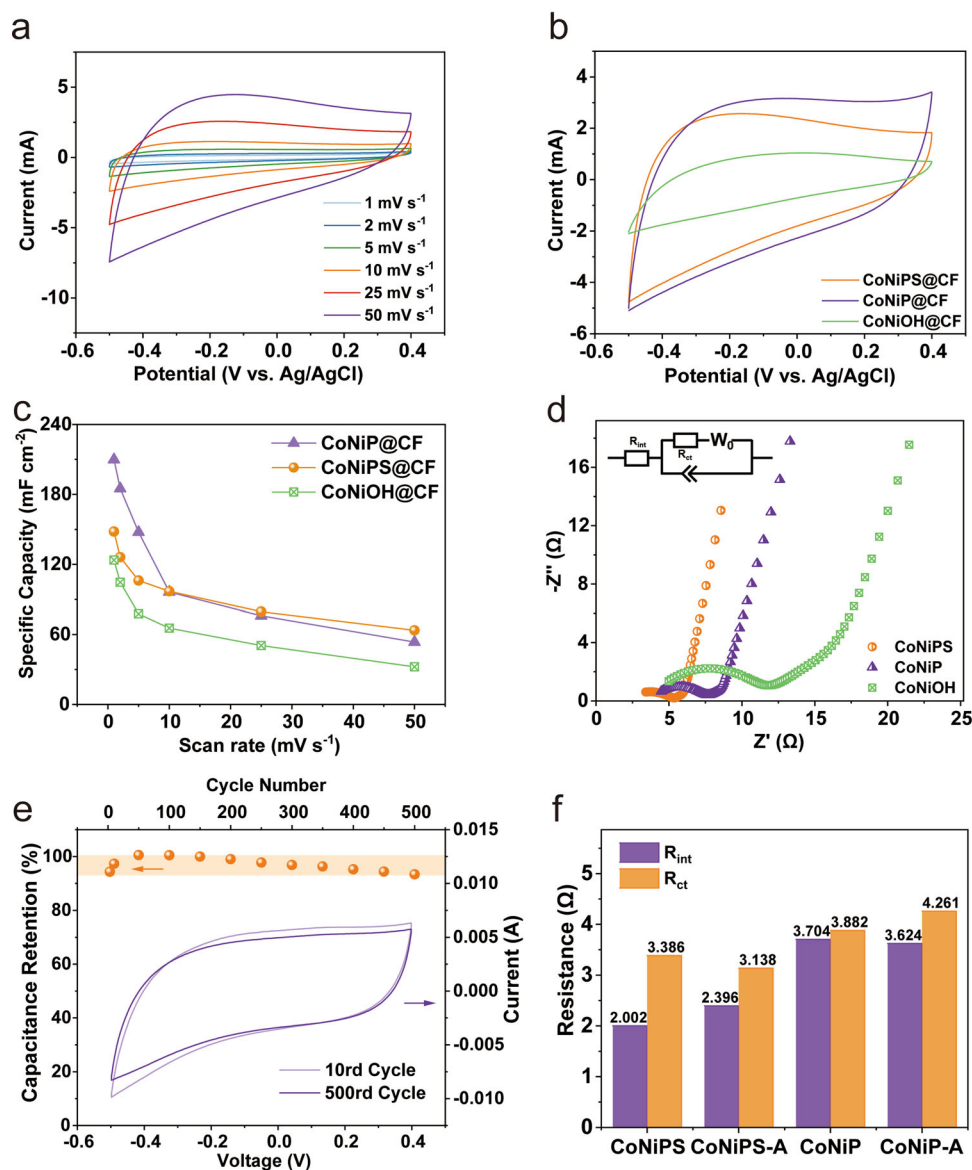 a
5
0
-5
-10
Current (mA)
1 mV s⁻¹
2 mV s⁻¹
5 mV s⁻¹
10 mV s⁻¹
25 mV s⁻¹
50 mV s⁻¹
-0.6 -0.4 -0.2 0.0 0.2 0.4
Potential (V vs. Ag/AgCl)
b
4
2
0
-2
-4
-6
Current (mA)
CoNiPS@CF
CoNiP@CF
CoNiOH@CF
-0.6 -0.4 -0.2 0.0 0.2 0.4
Potential (V vs. Ag/AgCl)
c
240
180
120
60
0
Specific Capacity (mF cm⁻²)
CoNiP@CF
CoNiPS@CF
CoNiOH@CF
0 10 20 30 40 50
Scan rate (mV s⁻¹)
d
16
12
8
4
0
-Z'' (Ω)
Rint
Rct
W0
CoNiPS
CoNiP
CoNiOH
0 5 10 15 20 25
Z' (Ω)
e
Cycle Number
0 100 200 300 400 500
100
80
60
40
20
0
Capacitance Retention (%)
0.015
0.010
0.005
0.000
-0.005
-0.010
Current (A)
10rd Cycle
500rd Cycle
-0.6 -0.4 -0.2 0.0 0.2 0.4
Voltage (V)
f
5
4
3
2
1
0
Resistance (Ω)
Rint
Rct
2.002
3.386
2.396
3.138
3.704
3.882
3.624
4.261
CoNiPS CoNiPS-A CoNiP CoNiP-A